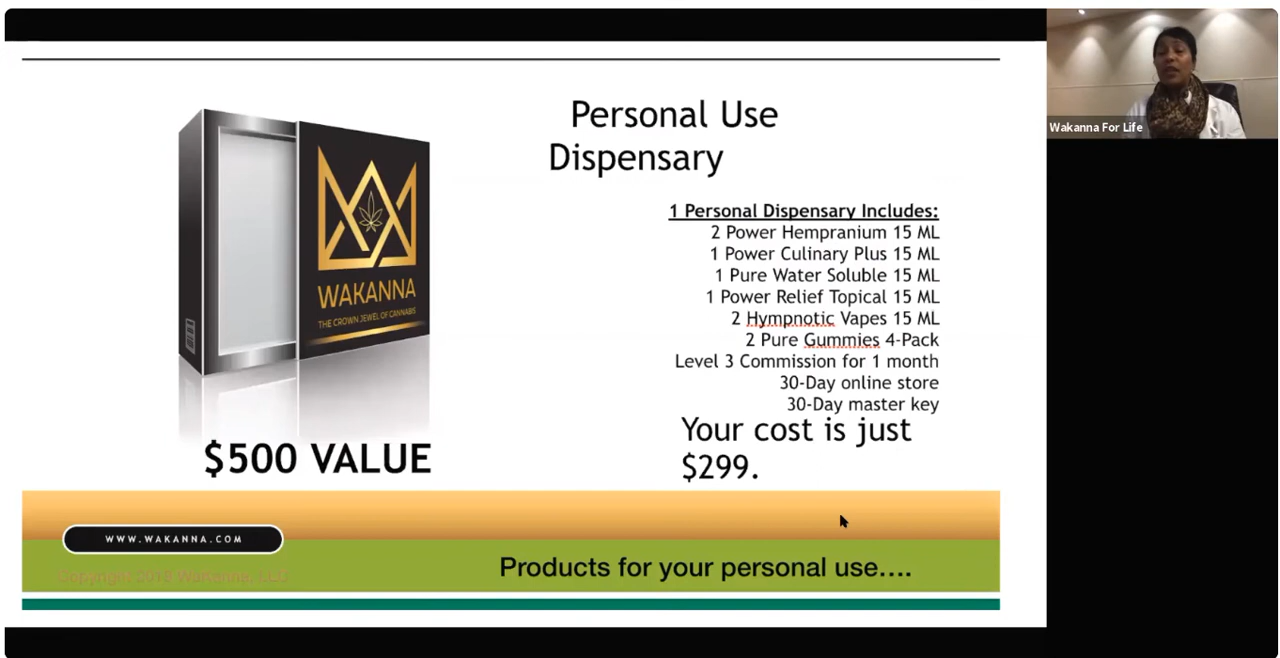 Personal Use
Dispensary
1 Personal Dispensary Includes:
2 Power Hempranium 15 ML
1 Power Culinary Plus 15 ML
1 Pure Water Soluble 15 ML
1 Power Relief Topical 15 ML
2 Hympnotic Vapes 15 ML
2 Pure Gummies 4-Pack
Level 3 Commission for 1 month
30-Day online store
30-Day master key
Your cost is just
$299.
WAKANNA
THE CROWN JEWEL OF CANNABIS
$500 VALUE
WWW.WAKANNA.COM
Copyright 2018 Wakanna, LLC
Products for your personal use....
Wakanna For Life